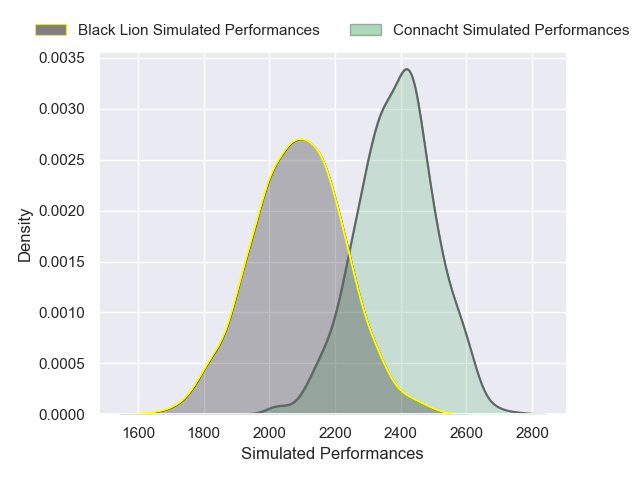 Black Lion Simulated Performances
Connacht Simulated Performances
0.0035
0.0030
0.0025
0.0020
0.0015
0.0010
0.0005
0.0000
Density
1600 1800 2000 2200 2400 2600 2800
Simulated Performances